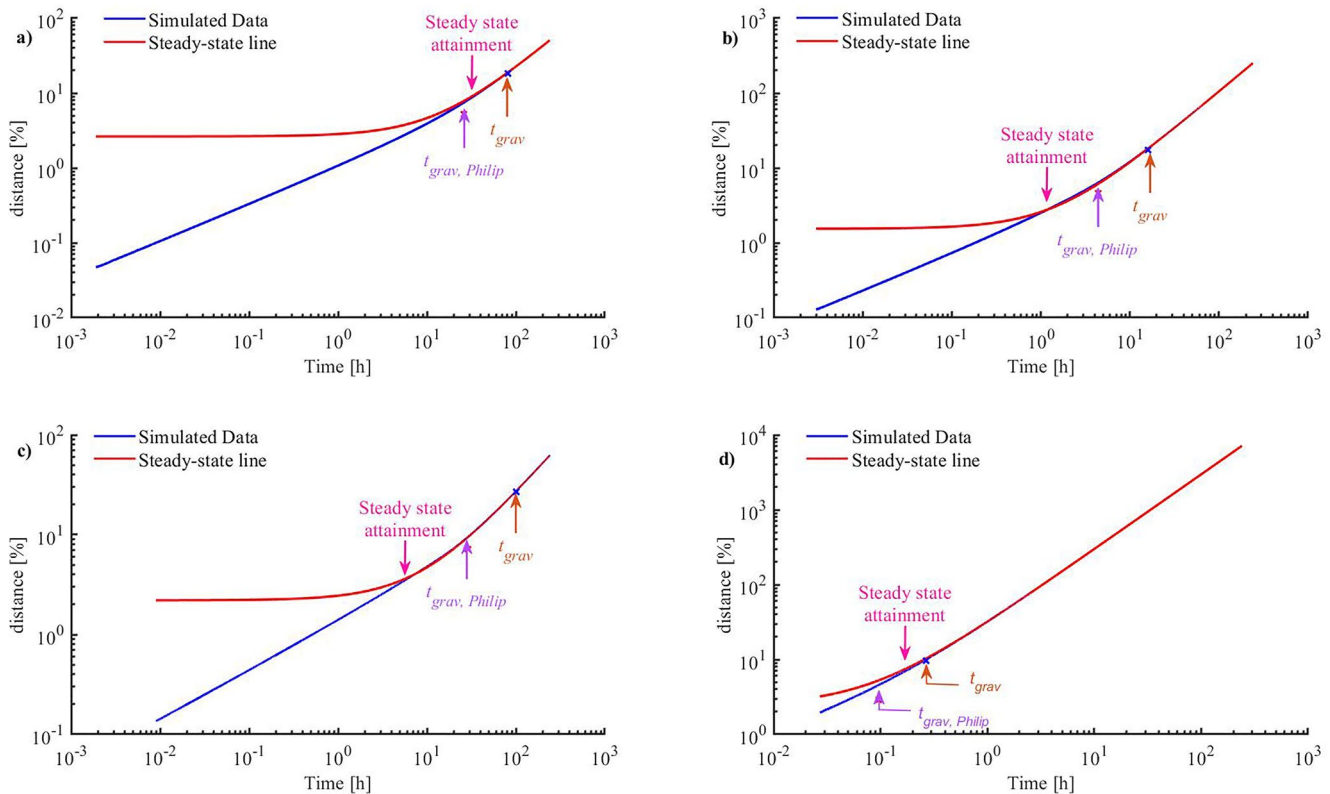 a)
10^2
10^1
10^0
10^-1
10^-2
distance [%]
Simulated Data
Steady-state line
Steady state
attainment
t_grav
t_grav, Philip
10^-3
10^-2
10^-1
10^0
10^1
10^2
10^3
Time [h]
b)
10^3
10^2
10^1
10^0
10^-1
distance [%]
Simulated Data
Steady-state line
Steady state
attainment
t_grav
t_grav, Philip
10^-3
10^-2
10^-1
10^0
10^1
10^2
10^3
Time [h]
c)
10^2
10^1
10^0
10^-1
distance [%]
Simulated Data
Steady-state line
Steady state
attainment
t_grav
t_grav, Philip
10^-3
10^-2
10^-1
10^0
10^1
10^2
10^3
Time [h]
d)
10^4
10^3
10^2
10^1
10^0
distance [%]
Simulated Data
Steady-state line
Steady state
attainment
t_grav
t_grav, Philip
10^-2
10^-1
10^0
10^1
10^2
10^3
Time [h]